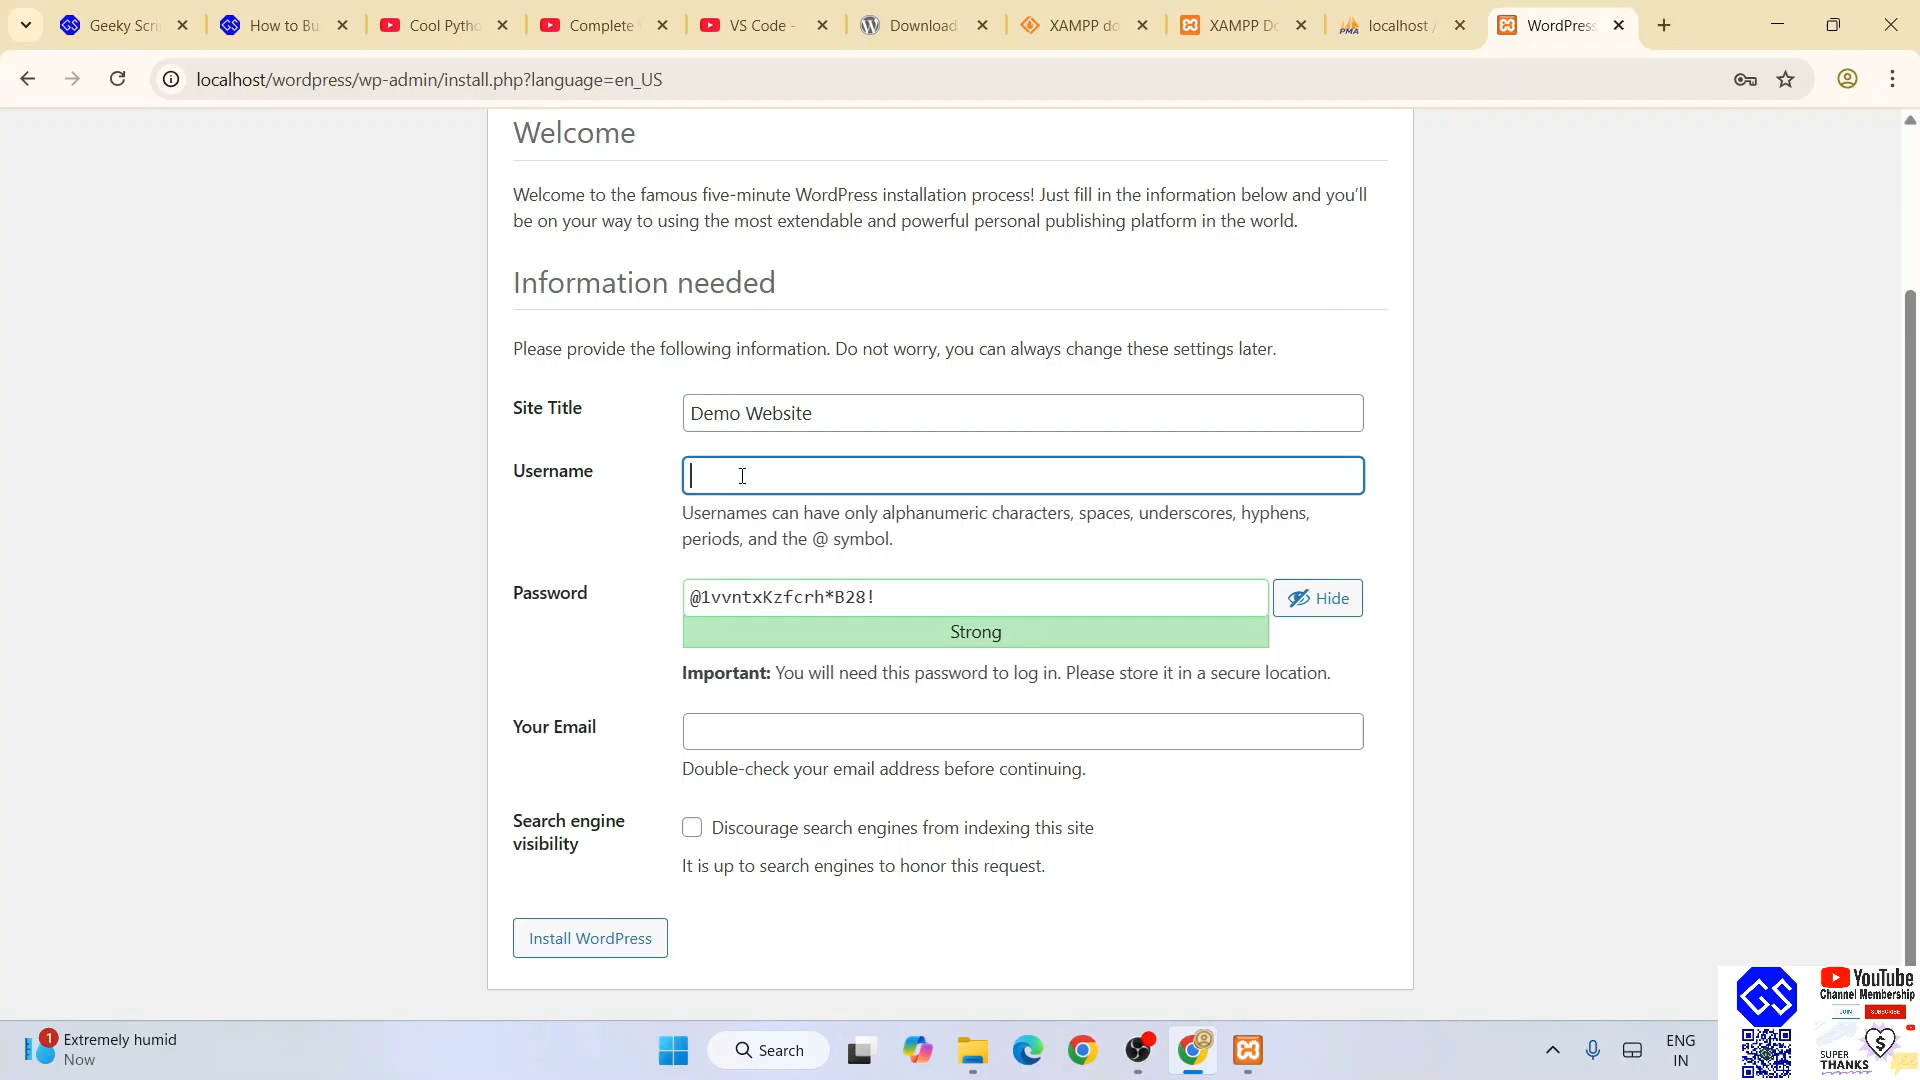 Geeky Scri
How to Bu
Cool Pytho
Complete
VS Code -
Download
XAMPP do
XAMPP Do
PMA
localhost /
WordPress
localhost/wordpress/wp-admin/install.php?language=en_US
Welcome
Welcome to the famous five-minute WordPress installation process! Just fill in the information below and you'll
be on your way to using the most extendable and powerful personal publishing platform in the world.
Information needed
Please provide the following information. Do not worry, you can always change these settings later.
Site Title
Demo Website
Username
Usernames can have only alphanumeric characters, spaces, underscores, hyphens,
periods, and the @ symbol.
Password
@1vvntxKzfcrh*B28!
Hide
Strong
Important: You will need this password to log in. Please store it in a secure location.
Your Email
Double-check your email address before continuing.
Search engine
visibility
Discourage search engines from indexing this site
It is up to search engines to honor this request.
Install WordPress
GS
YouTube
Channel Membership
JOIN
SUBSCRIBE
SUPER
THANKS
$
1
Extremely humid
Now
Search
ENG
IN